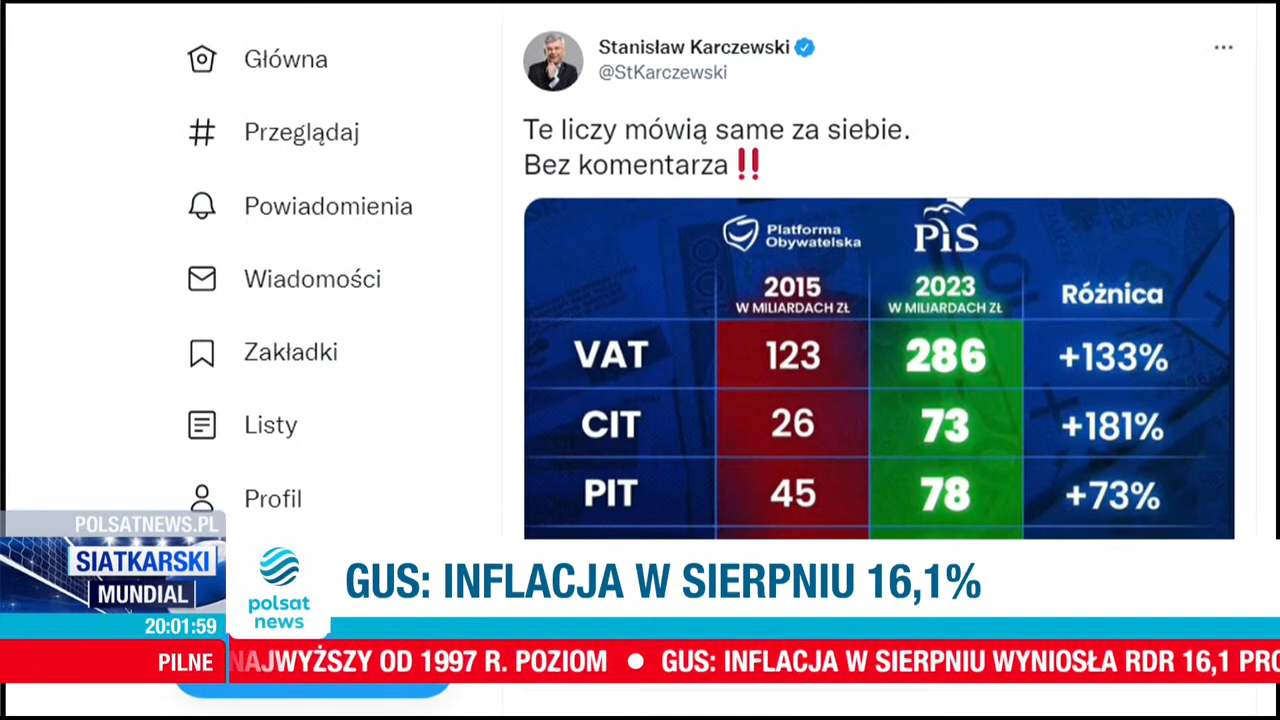 Główna
Przeglądaj
Powiadomienia
Wiadomości
Zakładki
Listy
Profil
Stanisław Karczewski
@StKarczewski
Te liczy mówią same za siebie.
Bez komentarza ‼
Platforma
Obywatelska
PiS
2015
W MILIARDACH ZŁ
2023
W MILIARDACH ZŁ
Różnica
VAT 123 286 +133%
CIT 26 73 +181%
PIT 45 78 +73%
POLSATNEWS.PL
SIATKARSKI
MUNDIAL
20:01:59
polsat
news
GUS: INFLACJA W SIERPNIU 16,1%
PILNE
NAJWYŻSZY OD 1997 R. POZIOM ● GUS: INFLACJA W SIERPNIU WYNIOSŁA RDR 16,1 PRO